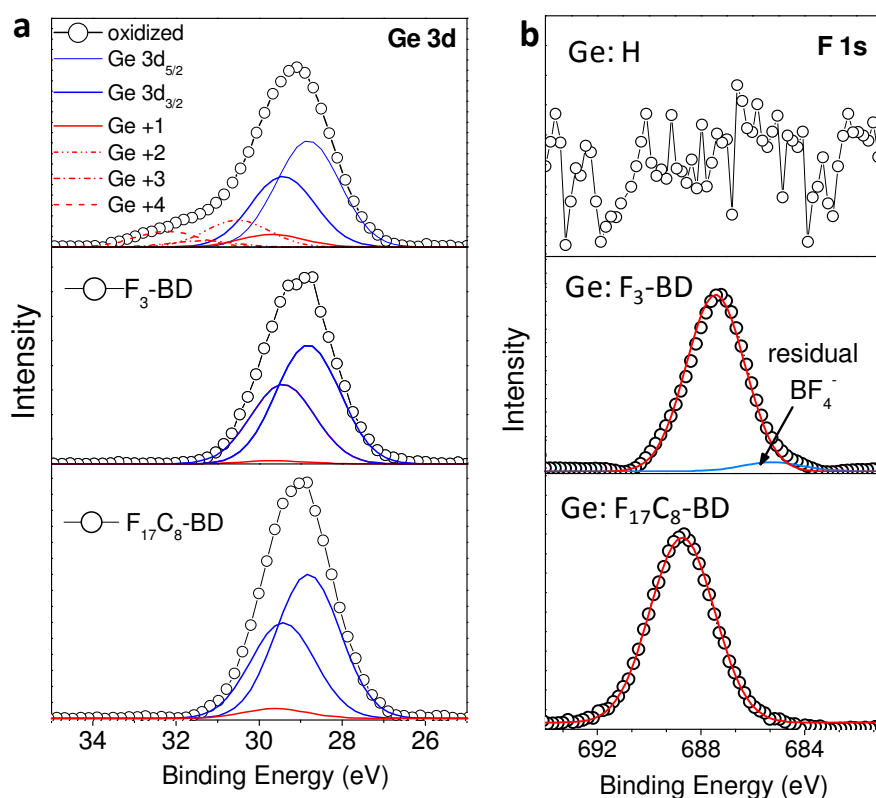 a
oxidized
Ge 3d
Ge 3d5/2
Ge 3d3/2
Ge +1
Ge +2
Ge +3
Ge +4
F3-BD
F17C8-BD
Intensity
34 32 30 28 26
Binding Energy (eV)
b
Ge: H
F 1s
Ge: F3-BD
residual
BF4-
Ge: F17C8-BD
Intensity
692 688 684
Binding Energy (eV)